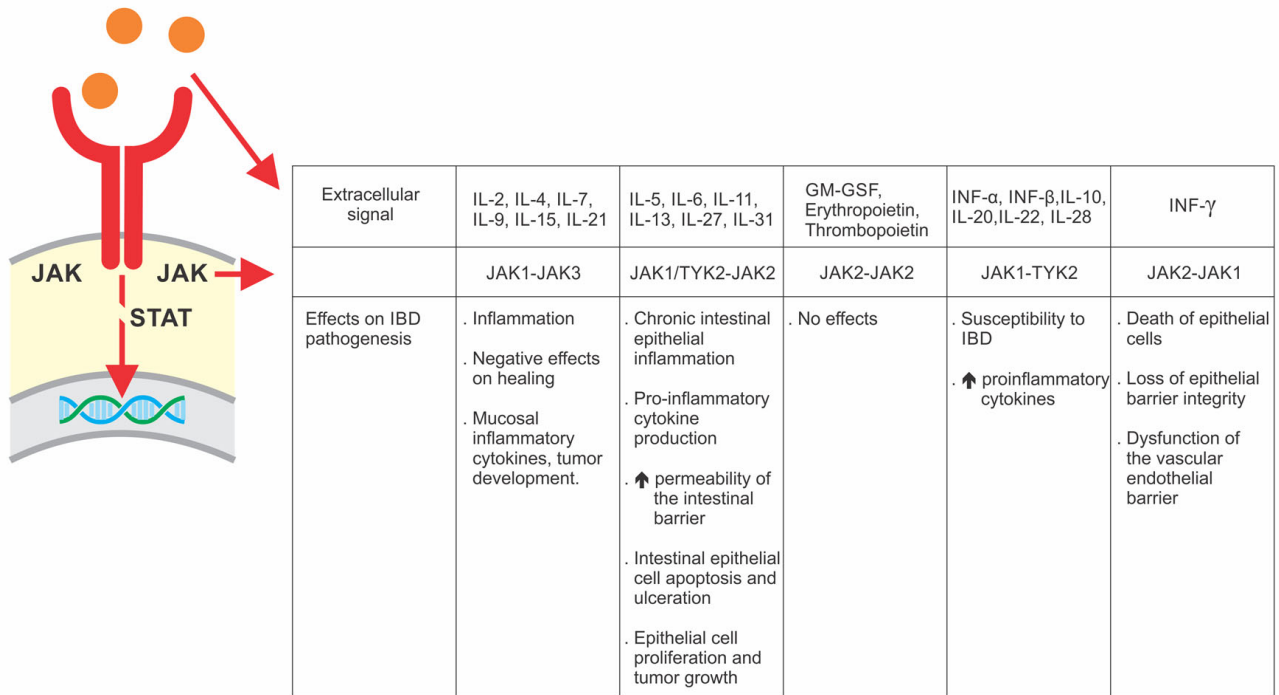 JAK
JAK
STAT
Extracellular
signal
IL-2, IL-4, IL-7,
IL-9, IL-15, IL-21
IL-5, IL-6, IL-11,
IL-13, IL-27, IL-31
GM-GSF,
Erythropoietin,
Thrombopoietin
INF-α, INF-β,IL-10,
IL-20,IL-22, IL-28
INF-γ
JAK1-JAK3
JAK1/TYK2-JAK2
JAK2-JAK2
JAK1-TYK2
JAK2-JAK1
Effects on IBD
pathogenesis
. Inflammation
. Negative effects
on healing
. Mucosal
inflammatory
cytokines, tumor
development.
. Chronic intestinal
epithelial
inflammation
. Pro-inflammatory
cytokine
production
. 🡅 permeability of
the intestinal
barrier
. Intestinal epithelial
cell apoptosis and
ulceration
. Epithelial cell
proliferation and
tumor growth
. No effects
. Susceptibility to
IBD
. 🡅 proinflammatory
cytokines
. Death of epithelial
cells
. Loss of epithelial
barrier integrity
. Dysfunction of
the vascular
endothelial
barrier